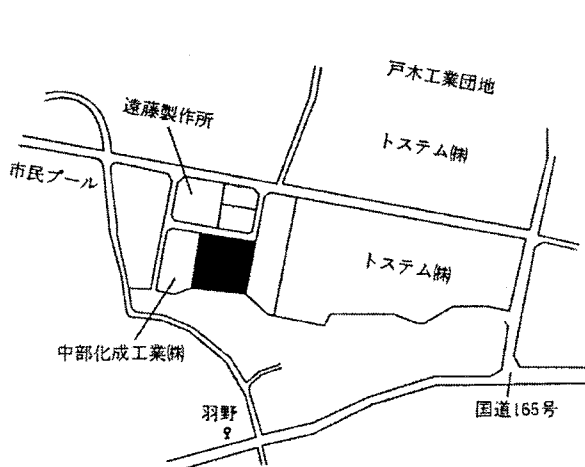 戸木工業団地
遠藤製作所
トステム㈱
市民プール
トステム㈱
中部化成工業㈱
羽野
国道165号